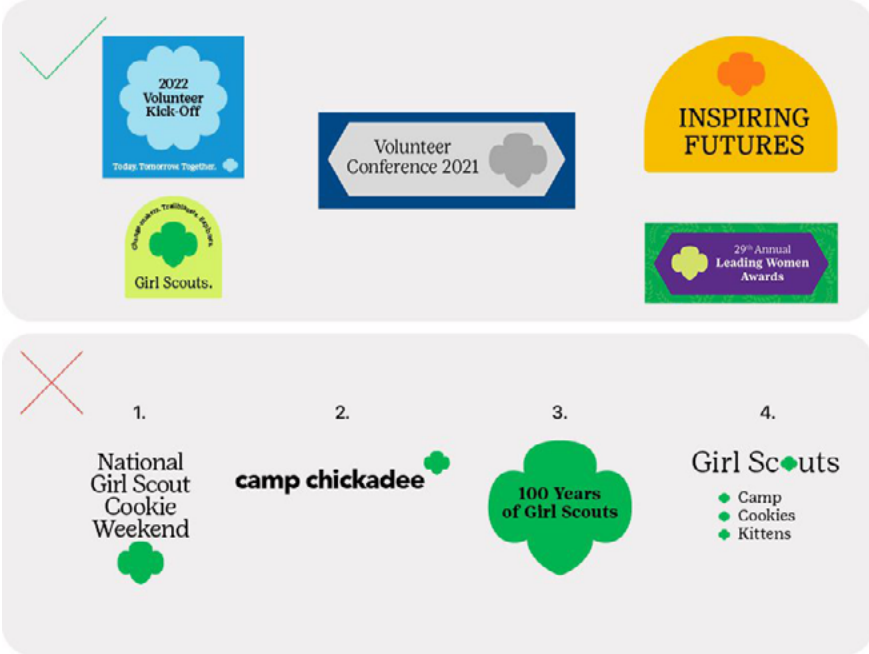 2022
Volunteer
Kick-Off
Today. Tomorrow. Together.
Change-makers. Trailblazers. Explorers.
Girl Scouts.
Volunteer
Conference 2021
INSPIRING
FUTURES
29th Annual
Leading Women
Awards
1.
National
Girl Scout
Cookie
Weekend
2.
camp chickadee
3.
100 Years
of Girl Scouts
4.
Girl Scouts
Camp
Cookies
Kittens